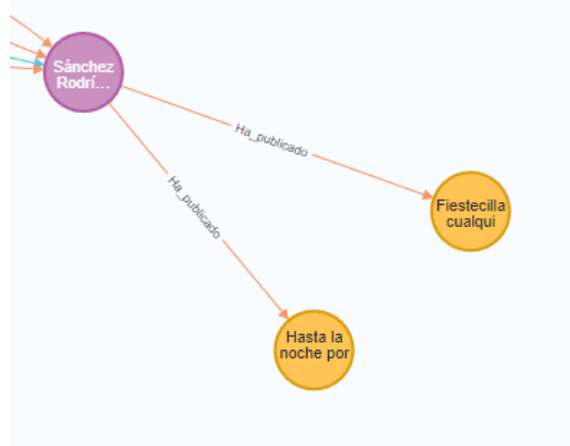 Sánchez
Rodrí...
Ha_publicado
Fiestecilla
cualqui
Ha_publicado
Hasta la
noche por